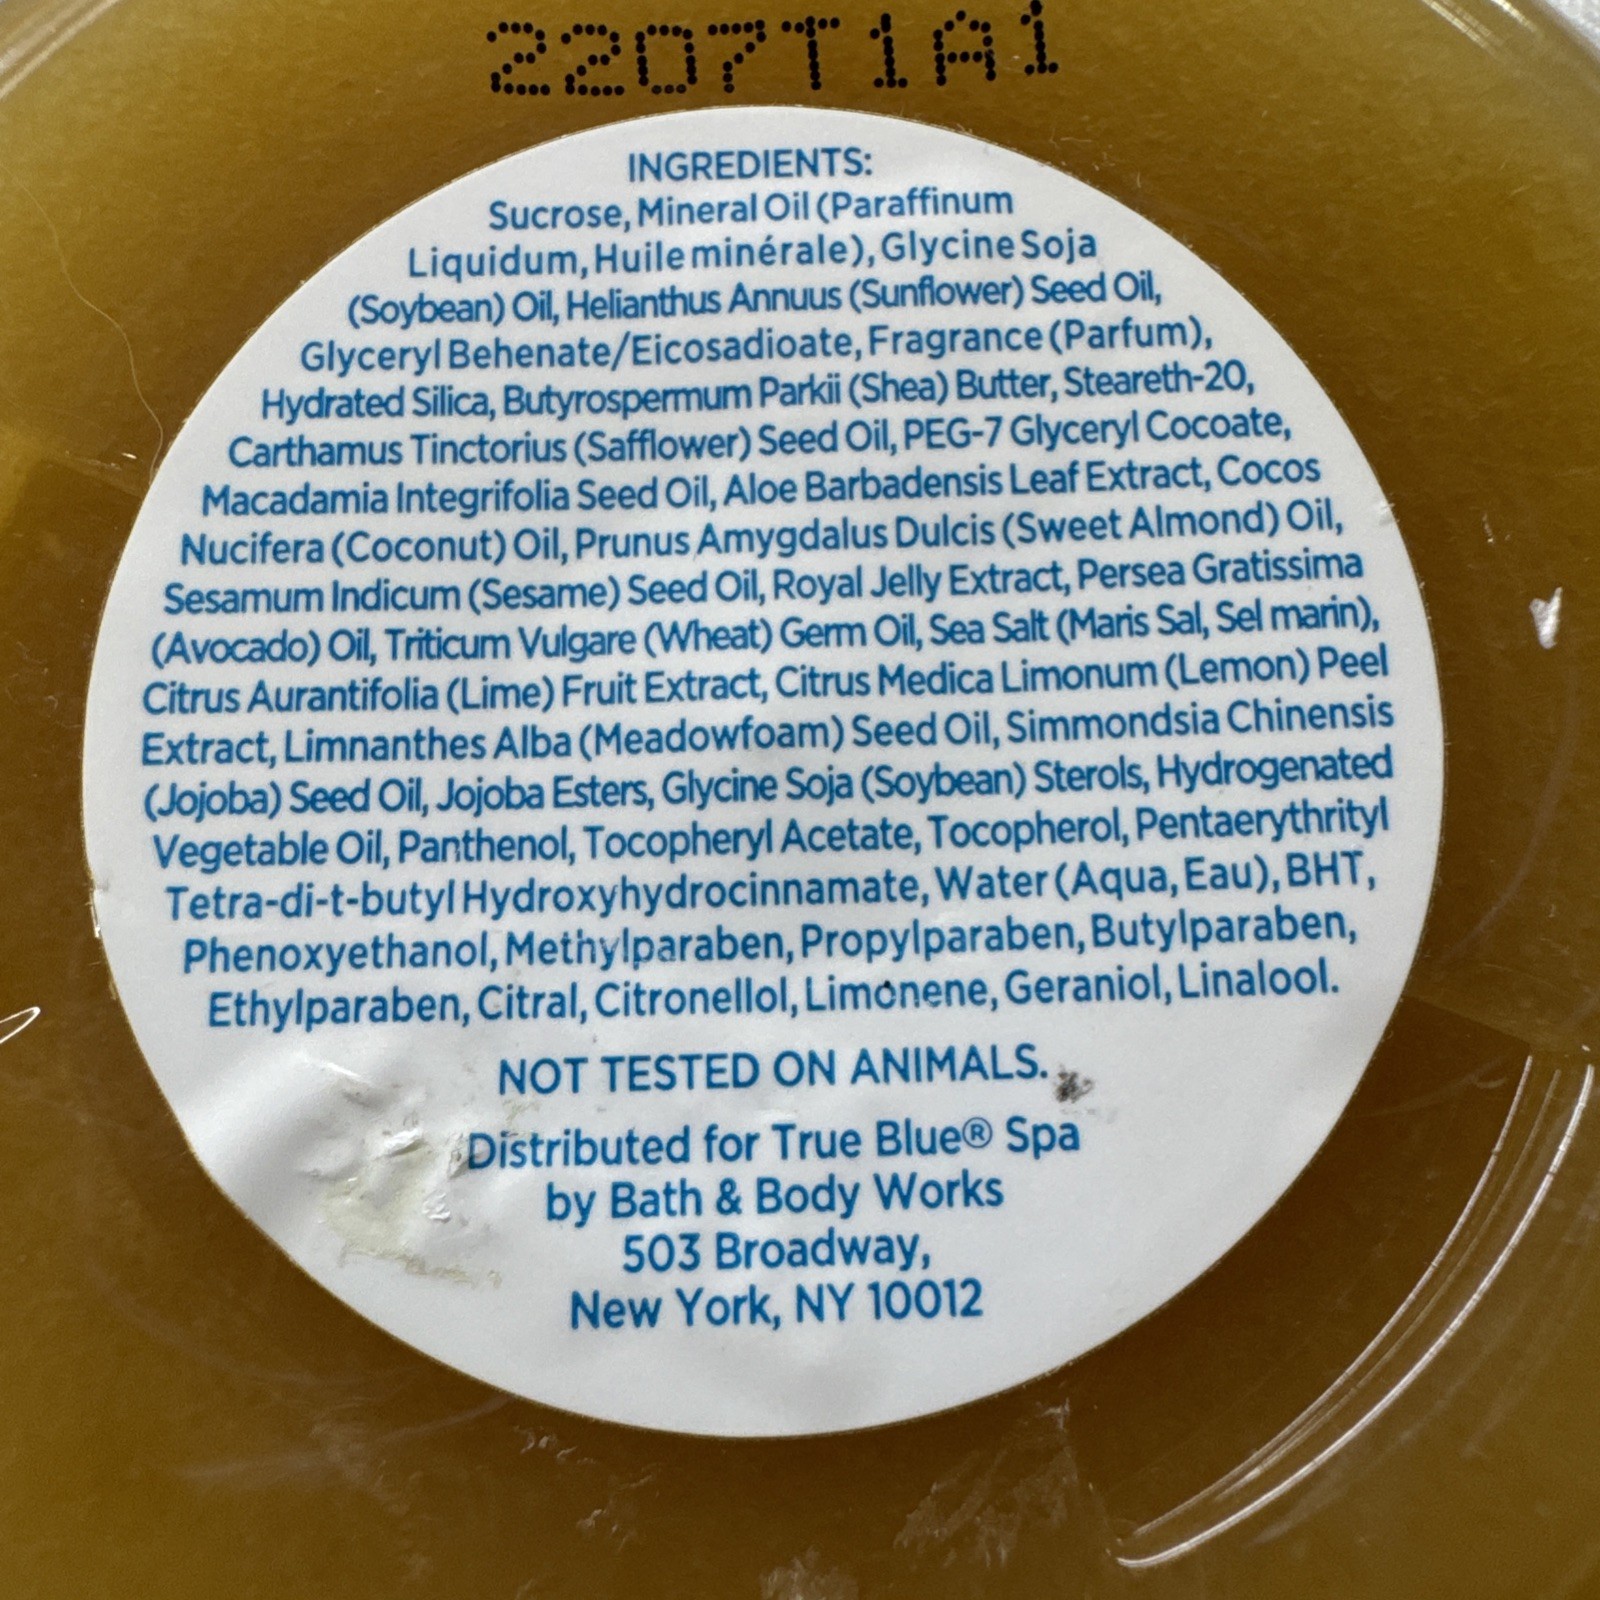 2207T1A1
INGREDIENTS:
Sucrose, Mineral Oil (Paraffinum
Liquidum, Huile minérale), Glycine Soja
(Soybean) Oil, Helianthus Annuus (Sunflower) Seed Oil,
Glyceryl Behenate/Eicosadioate, Fragrance (Parfum),
Hydrated Silica, Butyrospermum Parkii (Shea) Butter, Steareth-20,
Carthamus Tinctorius (Safflower) Seed Oil, PEG-7 Glyceryl Cocoate,
Macadamia Integrifolia Seed Oil, Aloe Barbadensis Leaf Extract, Cocos
Nucifera (Coconut) Oil, Prunus Amygdalus Dulcis (Sweet Almond) Oil,
Sesamum Indicum (Sesame) Seed Oil, Royal Jelly Extract, Persea Gratissima
(Avocado) Oil, Triticum Vulgare (Wheat) Germ Oil, Sea Salt (Maris Sal, Sel marin),
Citrus Aurantifolia (Lime) Fruit Extract, Citrus Medica Limonum (Lemon) Peel
Extract, Limnanthes Alba (Meadowfoam) Seed Oil, Simmondsia Chinensis
(Jojoba) Seed Oil, Jojoba Esters, Glycine Soja (Soybean) Sterols, Hydrogenated
Vegetable Oil, Panthenol, Tocopheryl Acetate, Tocopherol, Pentaerythrityl
Tetra-di-t-butyl Hydroxyhydrocinnamate, Water (Aqua, Eau), BHT,
Phenoxyethanol, Methylparaben, Propylparaben, Butylparaben,
Ethylparaben, Citral, Citronellol, Limonene, Geraniol, Linalool.
NOT TESTED ON ANIMALS.
Distributed for True Blue® Spa
by Bath & Body Works
503 Broadway,
New York, NY 10012